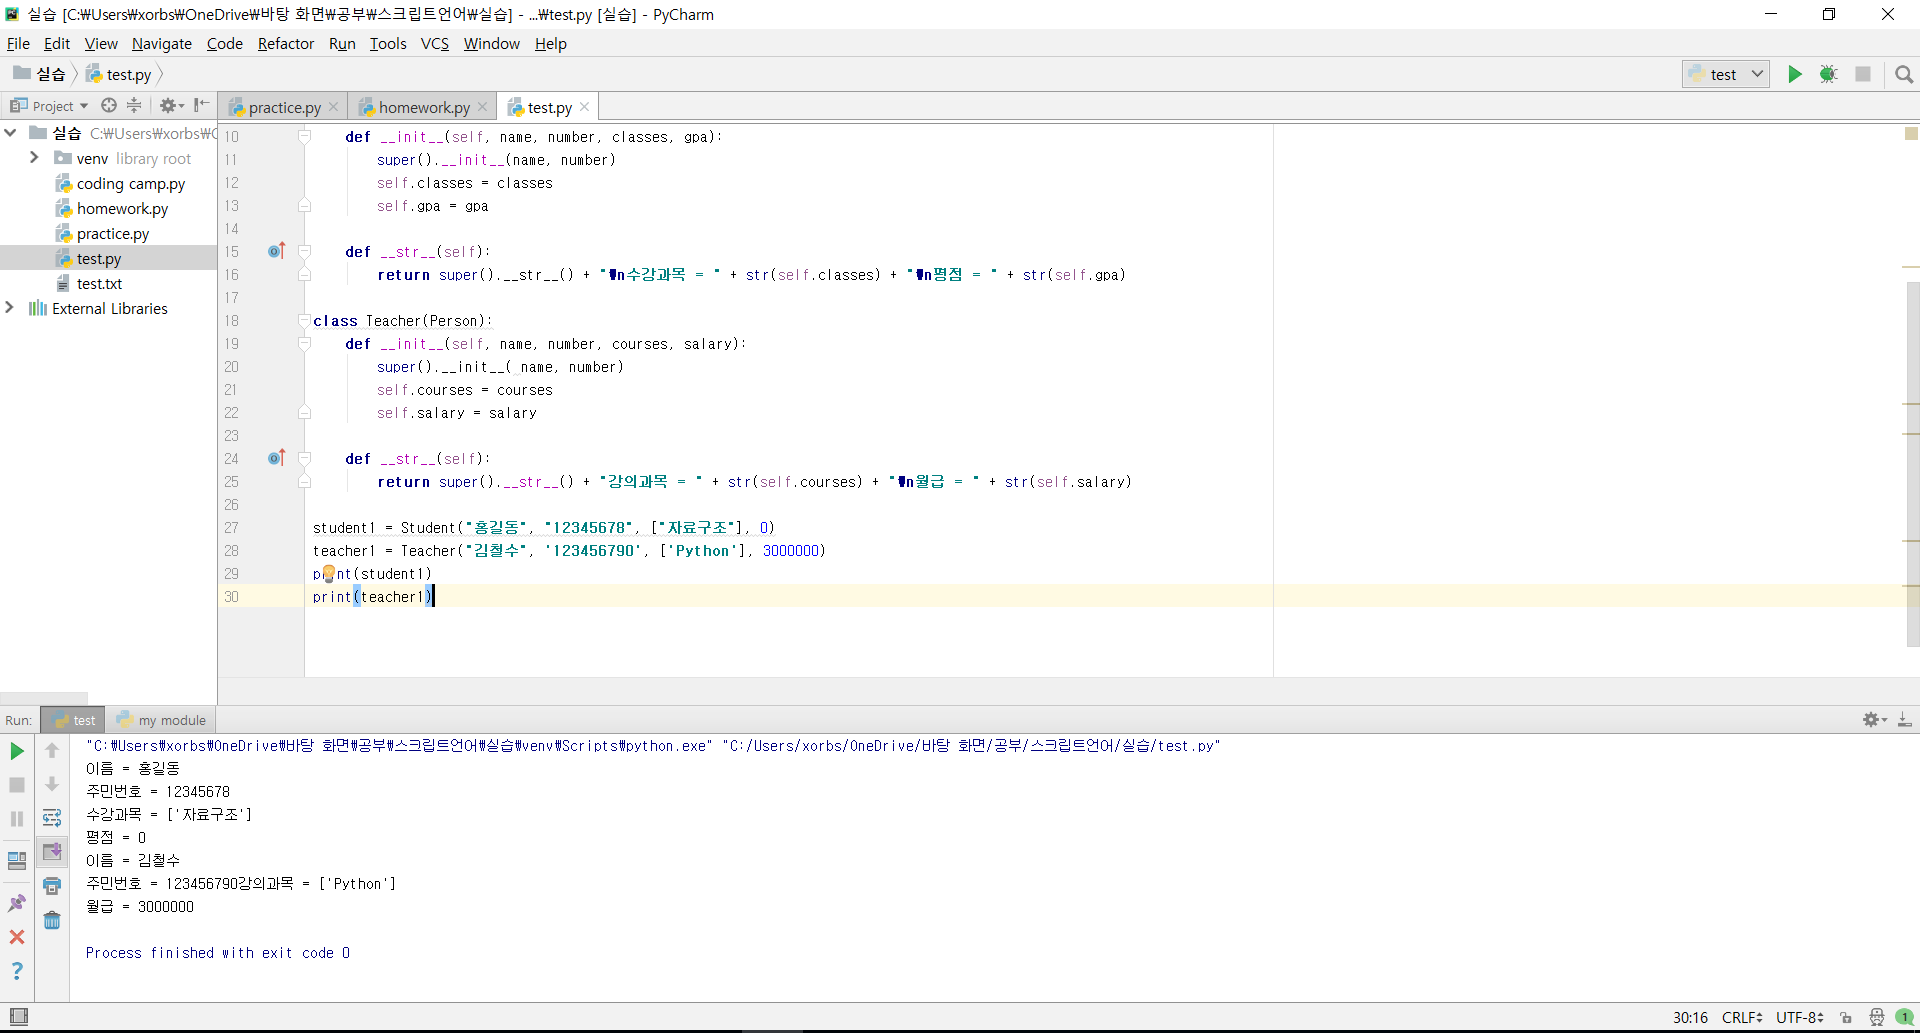 실습 [C:₩Users₩xorbs₩OneDrive₩바탕 화면₩공부₩스크립트언어₩실습] - ...₩test.py [실습] - PyCharm
File Edit View Navigate Code Refactor Run Tools VCS Window Help
실습 test.py test
Project practice.py homework.py test.py
실습 C:₩Users₩xorbs₩O
venv library root
coding camp.py
homework.py
practice.py
test.py
test.txt
External Libraries
10 def __init__(self, name, number, classes, gpa):
11 super().__init__(name, number)
12 self.classes = classes
13 self.gpa = gpa
14
15 def __str__(self):
16 return super().__str__() + "₩n수강과목 = " + str(self.classes) + "₩n평점 = " + str(self.gpa)
17
18 class Teacher(Person):
19 def __init__(self, name, number, courses, salary):
20 super().__init__( name, number)
21 self.courses = courses
22 self.salary = salary
23
24 def __str__(self):
25 return super().__str__() + "강의과목 = " + str(self.courses) + "₩n월급 = " + str(self.salary)
26
27 student1 = Student("홍길동", "12345678", ["자료구조"], 0)
28 teacher1 = Teacher("김철수", '123456790', ['Python'], 3000000)
29 print(student1)
30 print(teacher1)
Run: test my module
"C:₩Users₩xorbs₩OneDrive₩바탕 화면₩공부₩스크립트언어₩실습₩venv₩Scripts₩python.exe" "C:/Users/xorbs/OneDrive/바탕 화면/공부/스크립트언어/실습/test.py"
이름 = 홍길동
주민번호 = 12345678
수강과목 = ['자료구조']
평점 = 0
이름 = 김철수
주민번호 = 123456790강의과목 = ['Python']
월급 = 3000000
Process finished with exit code 0
30:16 CRLF UTF-8 1